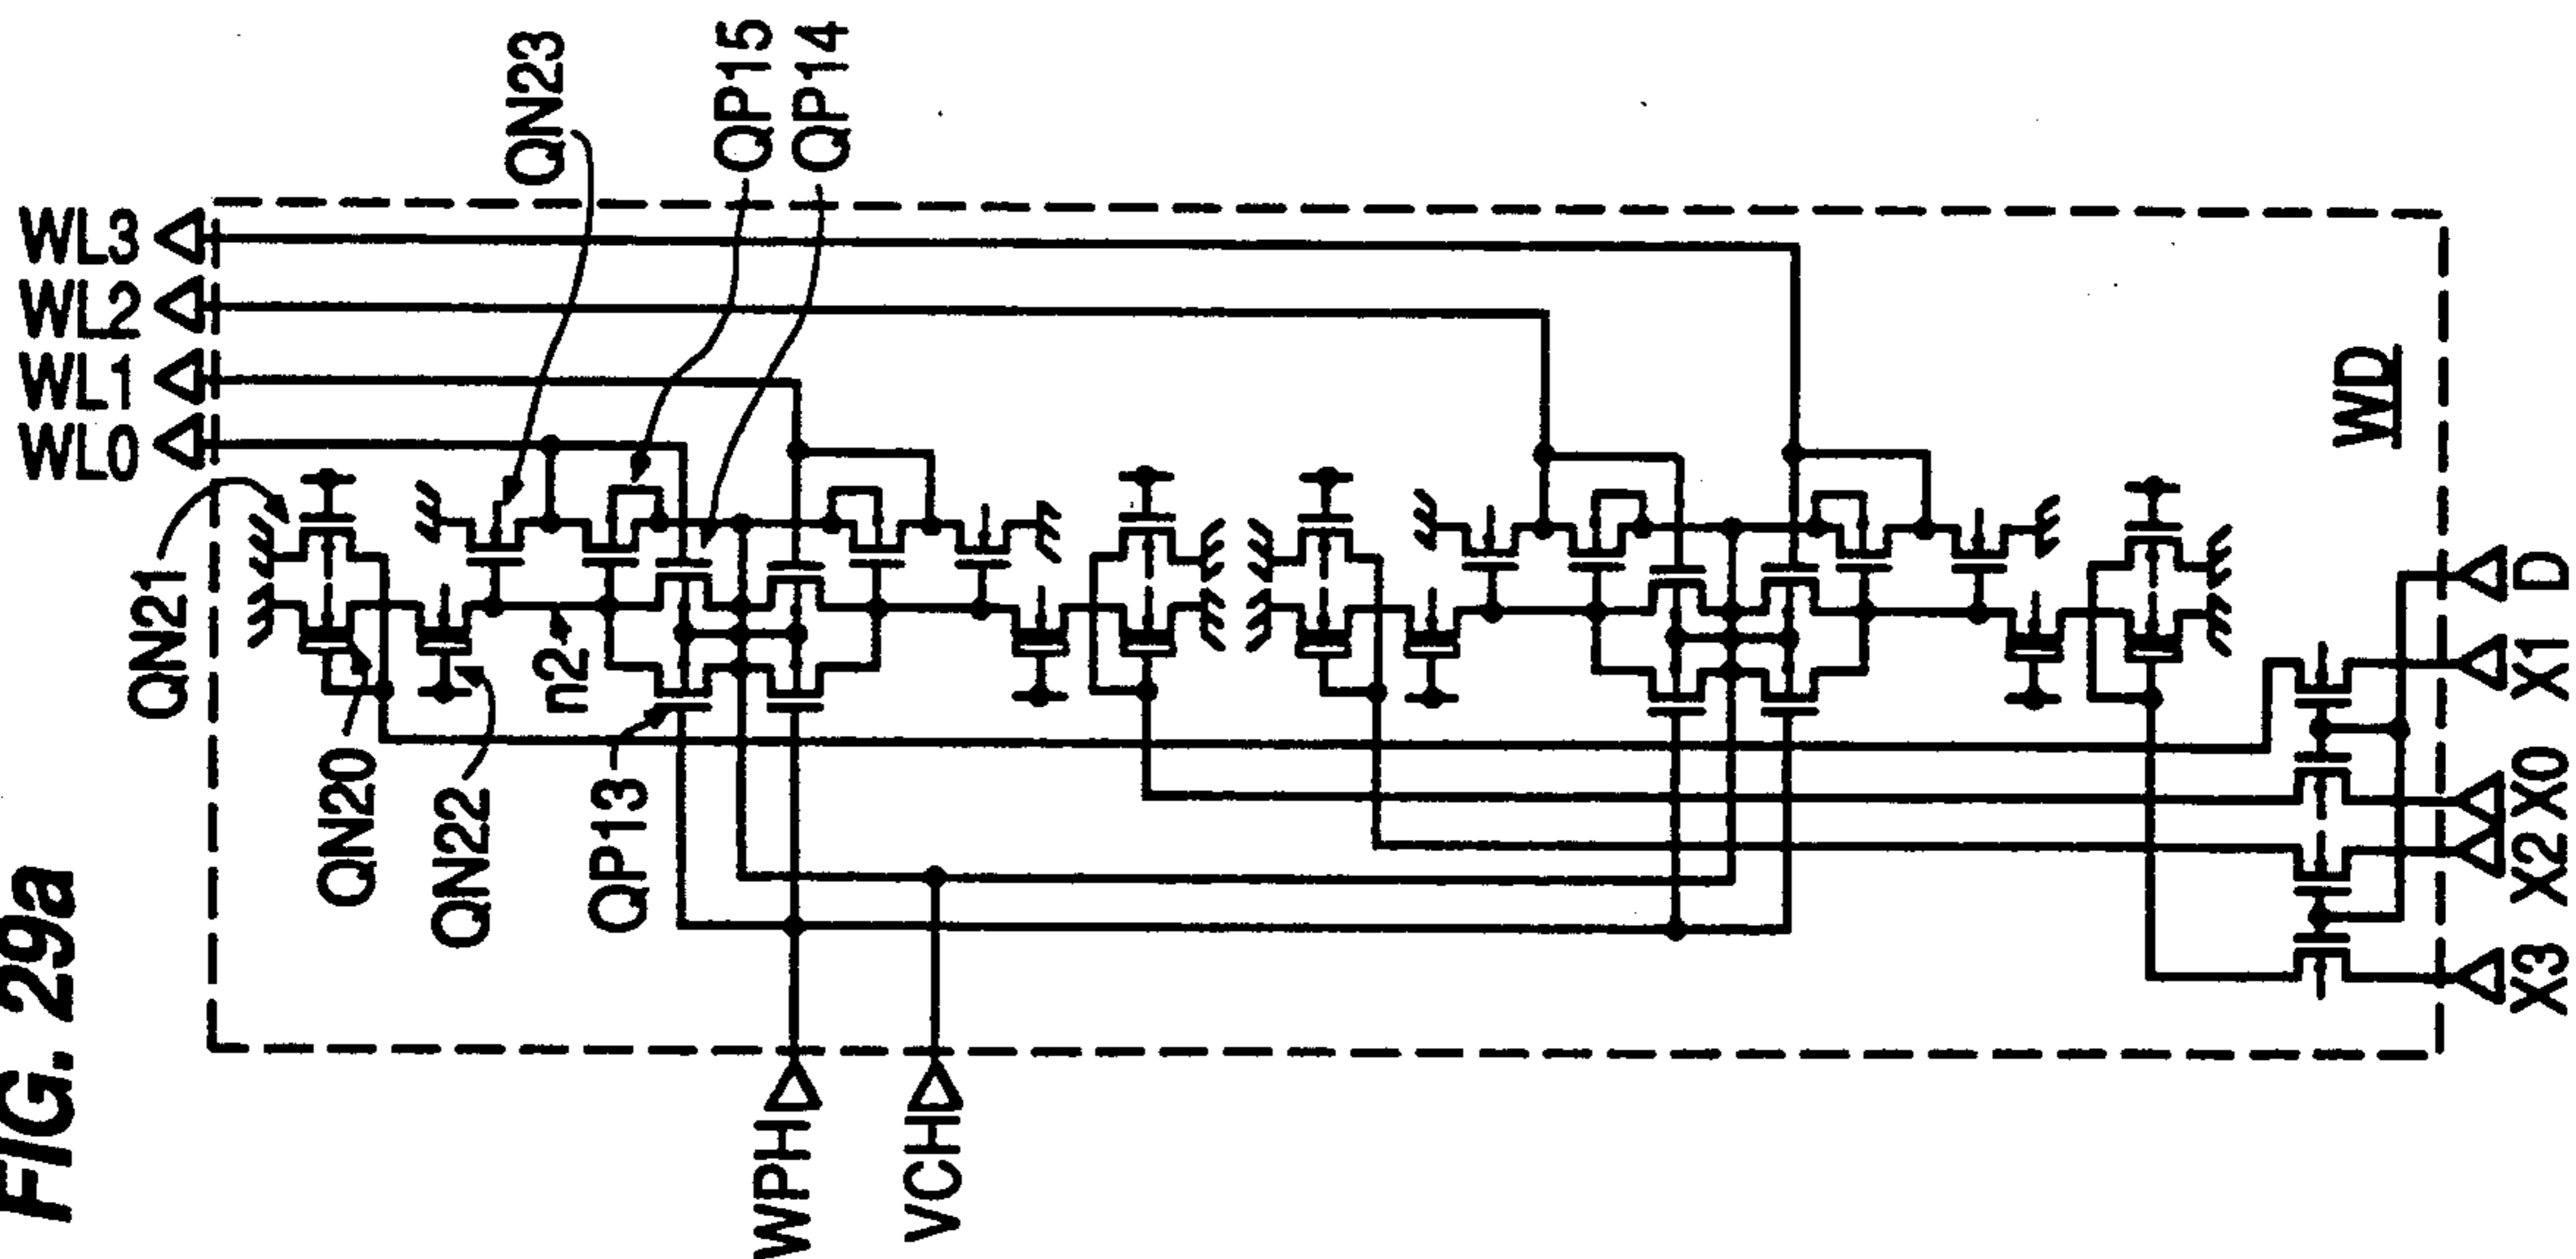 FIG. 29a
WL3
WL2
WL1
WL0
QN23
QP15
QP14
QN21
QN20
QN22
n2
QP13
WPH
VCH
WD
D
X1
X0
X2
X3